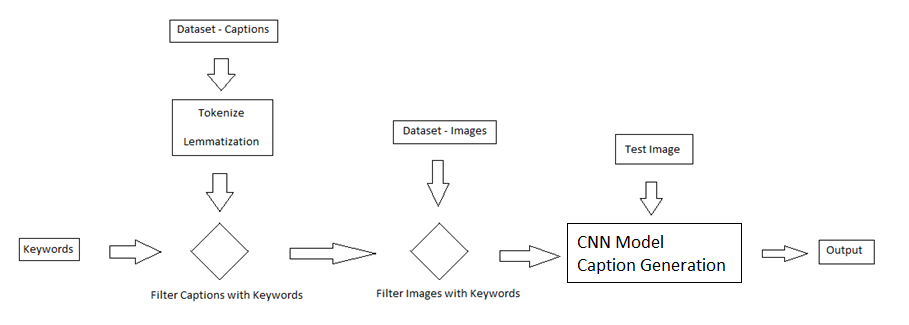 Dataset - Captions
Tokenize
Lemmatization
Dataset - Images
Test Image
Keywords
CNN Model
Caption Generation
Output
Filter Captions with Keywords
Filter Images with Keywords